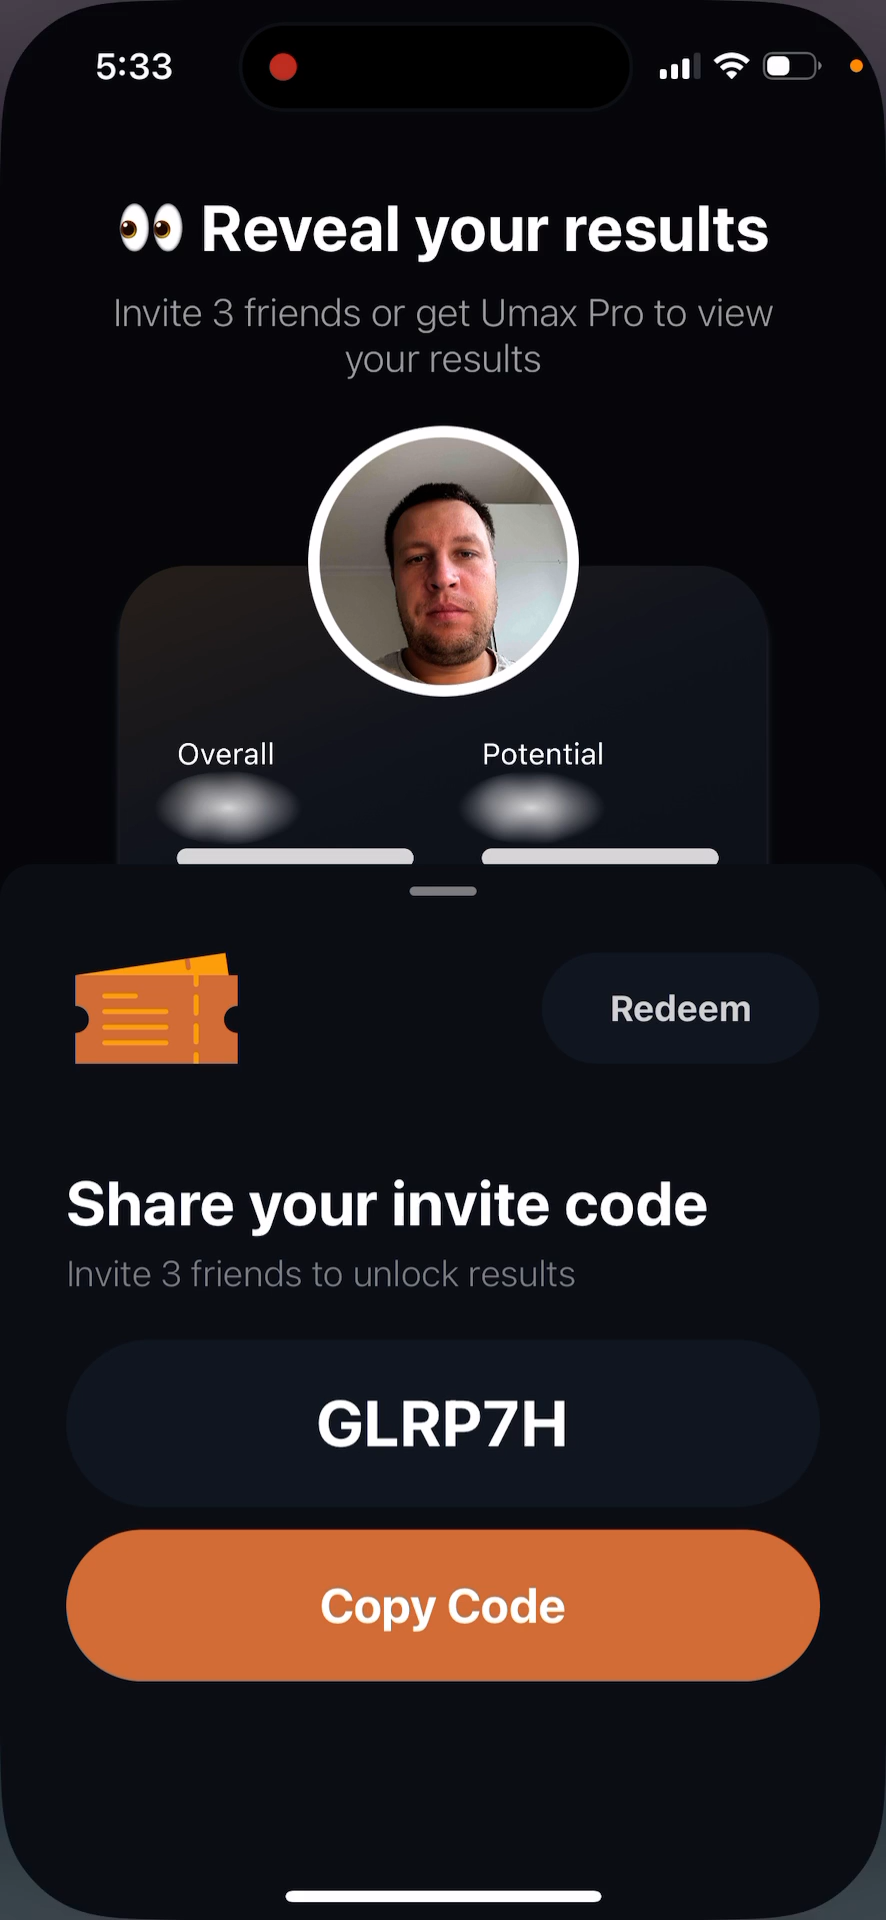 5:33
👀 Reveal your results
Invite 3 friends or get Umax Pro to view
your results
Overall
Potential
Redeem
Share your invite code
Invite 3 friends to unlock results
GLRP7H
Copy Code